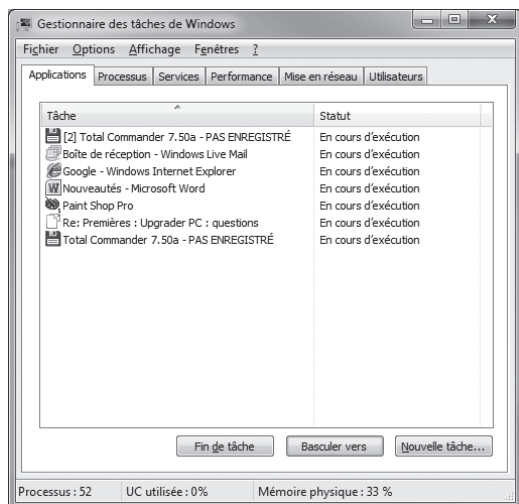 Gestionnaire des tâches de Windows
Fichier Options Affichage Fenêtres ?
Applications Processus Services Performance Mise en réseau Utilisateurs
Tâche Statut
[2] Total Commander 7.50a - PAS ENREGISTRÉ En cours d'exécution
Boîte de réception - Windows Live Mail En cours d'exécution
Google - Windows Internet Explorer En cours d'exécution
Nouveautés - Microsoft Word En cours d'exécution
Paint Shop Pro En cours d'exécution
Re: Premières : Upgrader PC : questions En cours d'exécution
Total Commander 7.50a - PAS ENREGISTRÉ En cours d'exécution
Fin de tâche Basculer vers Nouvelle tâche...
Processus : 52 UC utilisée : 0% Mémoire physique : 33 %